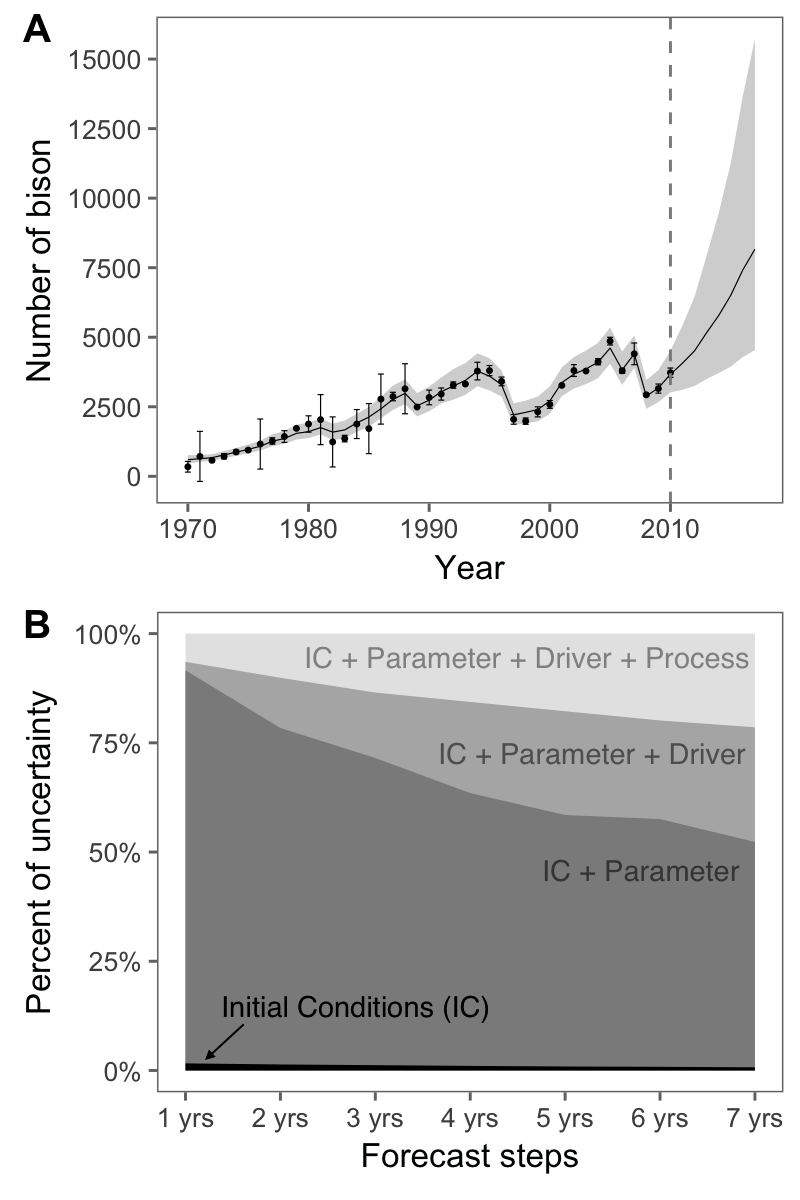 A
15000
12500
10000
7500
5000
2500
0
Number of bison
1970 1980 1990 2000 2010
Year
B
100%
75%
50%
25%
0%
Percent of uncertainty
IC + Parameter + Driver + Process
IC + Parameter + Driver
IC + Parameter
Initial Conditions (IC)
1 yrs 2 yrs 3 yrs 4 yrs 5 yrs 6 yrs 7 yrs
Forecast steps